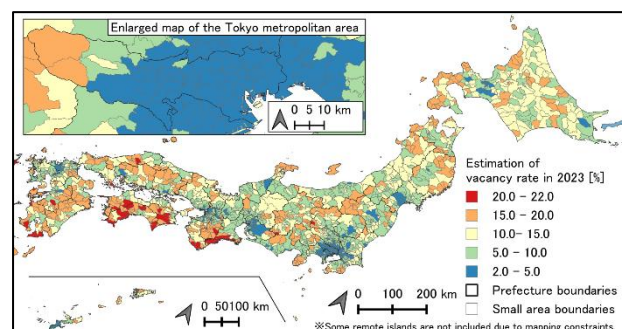 Enlarged map of the Tokyo metropolitan area
0 5 10 km
Estimation of
vacancy rate in 2023 [%]
20.0 - 22.0
15.0 - 20.0
10.0 - 15.0
5.0 - 10.0
2.0 - 5.0
Prefecture boundaries
Small area boundaries
0 50100 km
0 100 200 km
※Some remote islands are not included due to mapping constraints